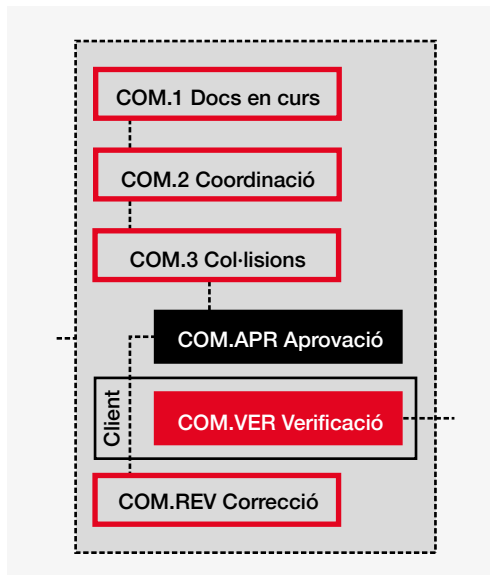 COM.1 Docs en curs
COM.2 Coordinació
COM.3 Col·lisions
COM.APR Aprovació
Client
COM.VER Verificació
COM.REV Correcció